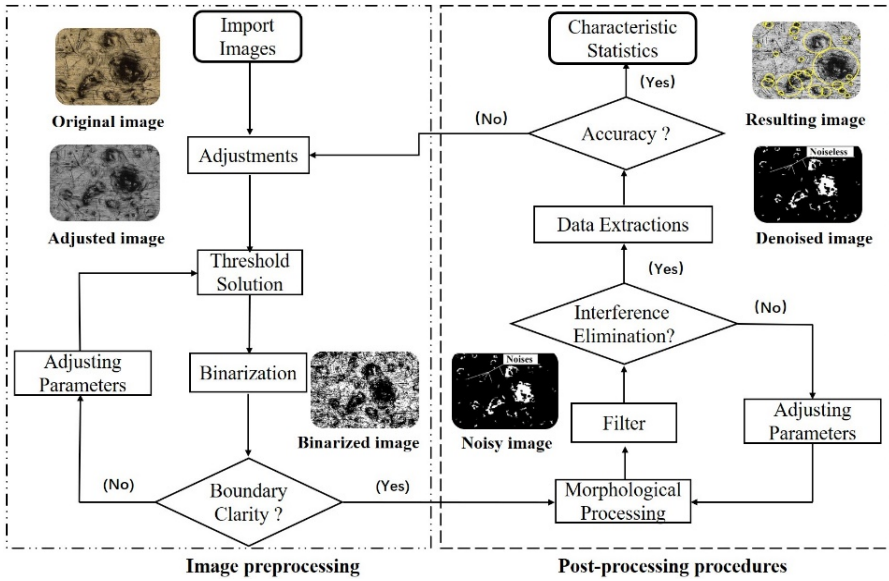 Import
Images
Original image
Adjustments
Adjusted image
Threshold
Solution
Adjusting
Parameters
Binarization
Binarized image
(No)
Boundary
Clarity ?
(Yes)
Image preprocessing
Characteristic
Statistics
(Yes)
(No)
Accuracy ?
Resulting image
Noiseless
Data Extractions
Denoised image
(Yes)
Interference
Elimination?
(No)
Noises
Noisy image
Filter
Adjusting
Parameters
Morphological
Processing
Post-processing procedures